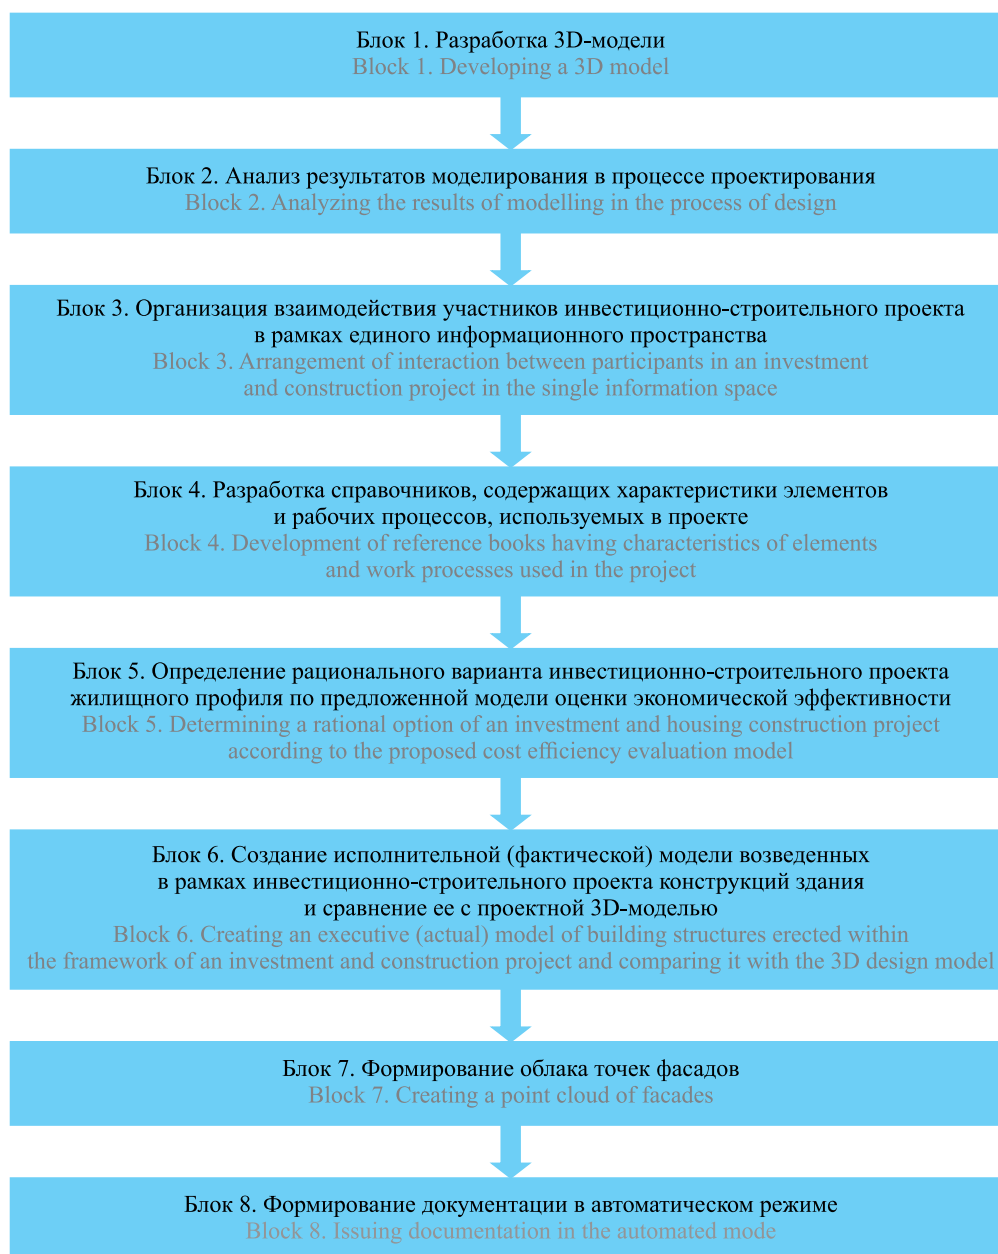 Блок 1. Разработка 3D-модели
Block 1. Developing a 3D model
Блок 2. Анализ результатов моделирования в процессе проектирования
Block 2. Analyzing the results of modelling in the process of design
Блок 3. Организация взаимодействия участников инвестиционно-строительного проекта
в рамках единого информационного пространства
Block 3. Arrangement of interaction between participants in an investment
and construction project in the single information space
Блок 4. Разработка справочников, содержащих характеристики элементов
и рабочих процессов, используемых в проекте
Block 4. Development of reference books having characteristics of elements
and work processes used in the project
Блок 5. Определение рационального варианта инвестиционно-строительного проекта
жилищного профиля по предложенной модели оценки экономической эффективности
Block 5. Determining a rational option of an investment and housing construction project
according to the proposed cost efficiency evaluation model
Блок 6. Создание исполнительной (фактической) модели возведенных
в рамках инвестиционно-строительного проекта конструкций здания
и сравнение ее с проектной 3D-моделью
Block 6. Creating an executive (actual) model of building structures erected within
the framework of an investment and construction project and comparing it with the 3D design model
Блок 7. Формирование облака точек фасадов
Block 7. Creating a point cloud of facades
Блок 8. Формирование документации в автоматическом режиме
Block 8. Issuing documentation in the automated mode